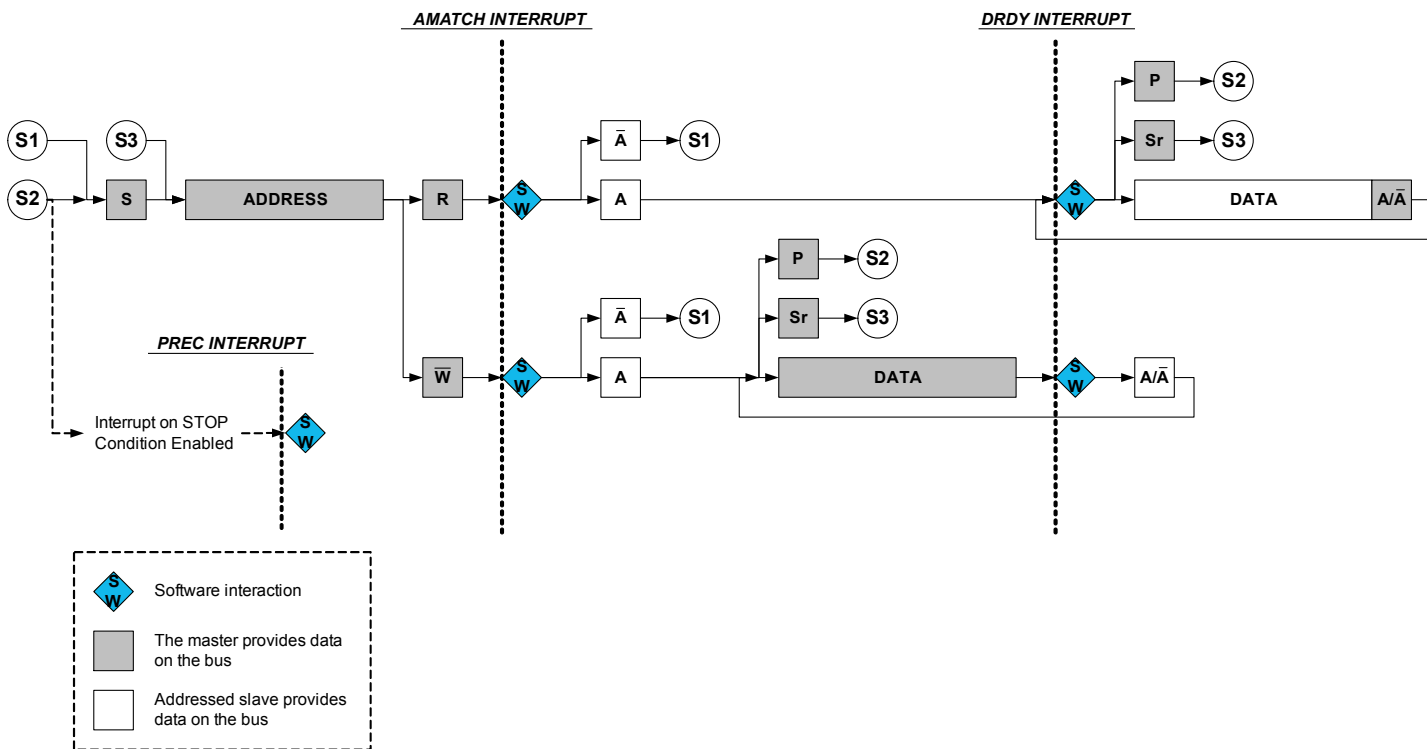 AMATCH INTERRUPT
DRDY INTERRUPT
P
S2
S1
S3
A̅
S1
Sr
S3
S2
S
ADDRESS
R
S
W
A
S
W
DATA
A/A̅
P
S2
A̅
S1
Sr
S3
PREC INTERRUPT
W̅
S
W
A
DATA
S
W
A/A̅
Interrupt on STOP
Condition Enabled
S
W
S
W
Software interaction
The master provides data
on the bus
Addressed slave provides
data on the bus